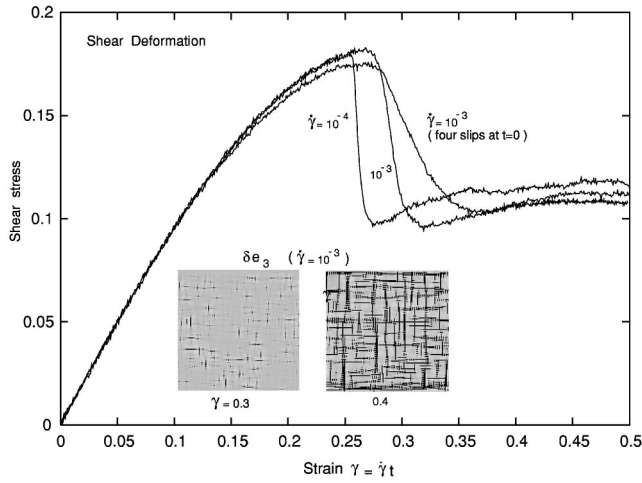 0.2
Shear Deformation
0.15
γ̇ = 10⁻⁴
γ̇ = 10⁻³
( four slips at t=0 )
10⁻³
Shear stress
0.1
δe₃ ( γ̇ = 10⁻³ )
0.05
γ = 0.3
0.4
0
0 0.05 0.1 0.15 0.2 0.25 0.3 0.35 0.4 0.45 0.5
Strain γ = γ̇ t